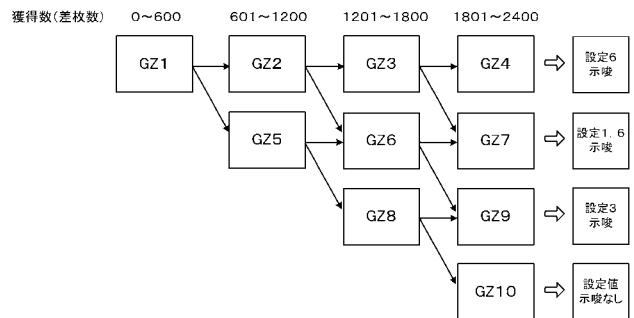 獲得数(差枚数) 0～600 601～1200 1201～1800 1801～2400
GZ1 GZ2 GZ3 GZ4 設定6
示唆
GZ5 GZ6 GZ7 設定1, 6
示唆
GZ8 GZ9 設定3
示唆
GZ10 設定値
示唆なし